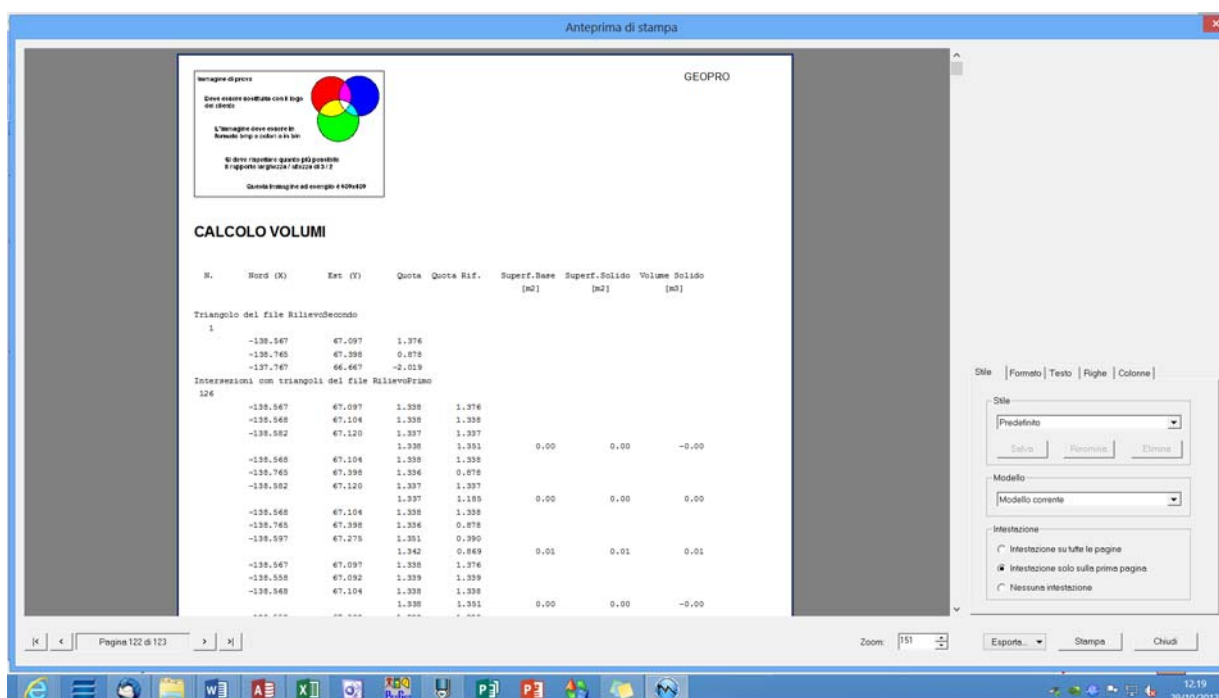 Anteprima di stampa
Immagine di prova
Deve essere sostituita con il logo
del cliente
L'immagine deve essere in
formato bmp a colori o in b/n
Si deve rispettare quanto più possibile
il rapporto larghezza / altezza di 3 / 2
Questa immagine ad esempio è
GEOPRO
CALCOLO VOLUMI
N. Nord (X) Est (Y) Quota Quota Rif. Superf.Base Superf.Solido Volume Solido
[m2] [m2] [m3]
Triangolo del file RilievoSecondo
1
-138.567 67.097 1.376
-138.765 67.398 0.878
-137.767 66.667 -2.019
Intersezioni con triangoli del file RilievoPrimo
126
-138.567 67.097 1.338 1.376
-138.568 67.104 1.338 1.338
-138.582 67.120 1.337 1.337
1.338 1.351 0.00 0.00 -0.00
-138.568 67.104 1.338 1.338
-138.765 67.398 1.336 0.878
-138.582 67.120 1.337 1.337
1.337 1.185 0.00 0.00 0.00
-138.568 67.104 1.338 1.338
-138.765 67.398 1.336 0.878
-138.597 67.275 1.351 0.390
1.342 0.869 0.01 0.01 0.01
-138.567 67.097 1.338 1.376
-138.558 67.092 1.339 1.339
-138.568 67.104 1.338 1.338
1.338 1.351 0.00 0.00 -0.00
Stile Formato Testo Righe Colonne
Stile
Predefinito
Salva Rinomina Elimina
Modello
Modello corrente
Intestazione
Intestazione su tutte le pagine
Intestazione solo sulla prima pagina
Nessuna intestazione
Pagina 122 di 123
Zoom: 151
Esporta... Stampa Chiudi
12.19